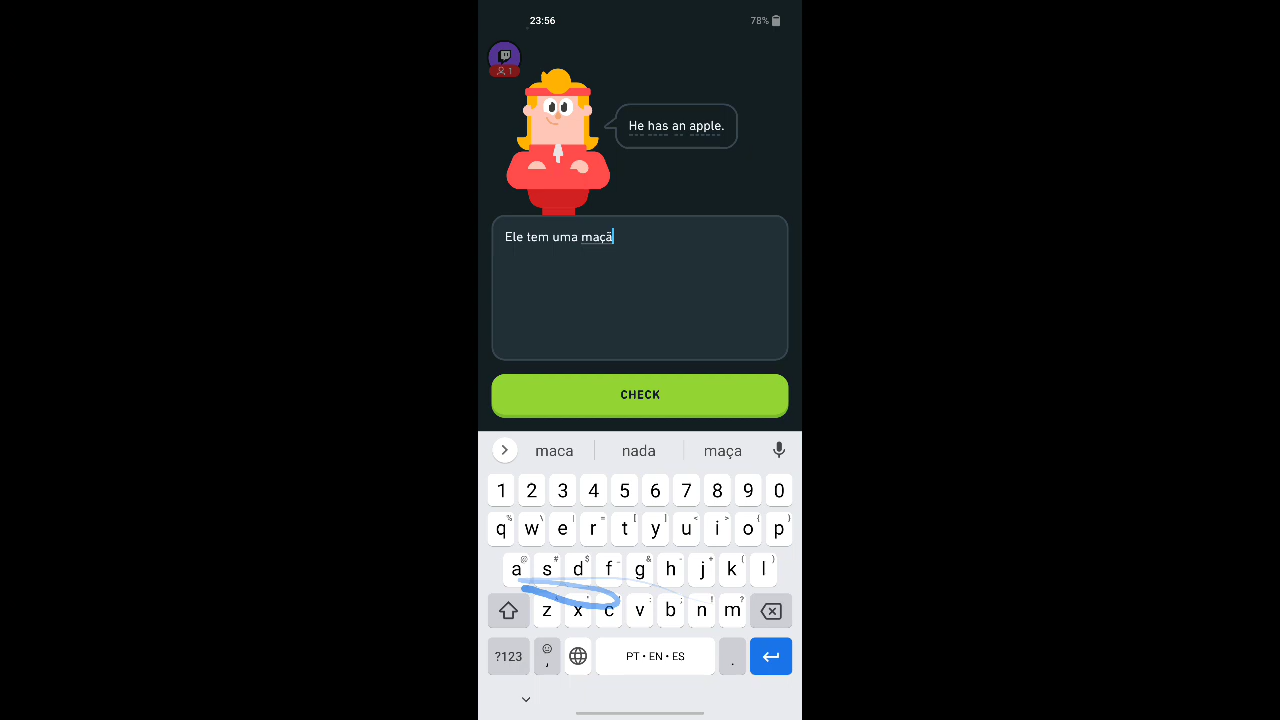 23:56
78%
1
He has an apple.
Ele tem uma maçã
CHECK
maca nada maça
1 2 3 4 5 6 7 8 9 0
q w e r t y u i o p
a s d f g h j k l
z x c v b n m
?123 , PT • EN • ES .